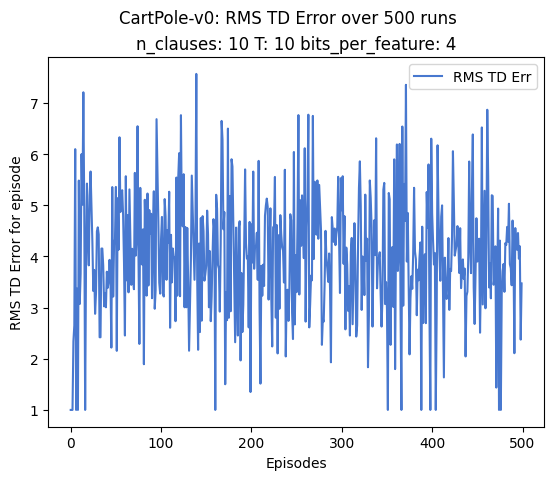 CartPole-v0: RMS TD Error over 500 runs
n_clauses: 10 T: 10 bits_per_feature: 4
RMS TD Err
RMS TD Error for episode
7
6
5
4
3
2
1
0
100
200
300
400
500
Episodes